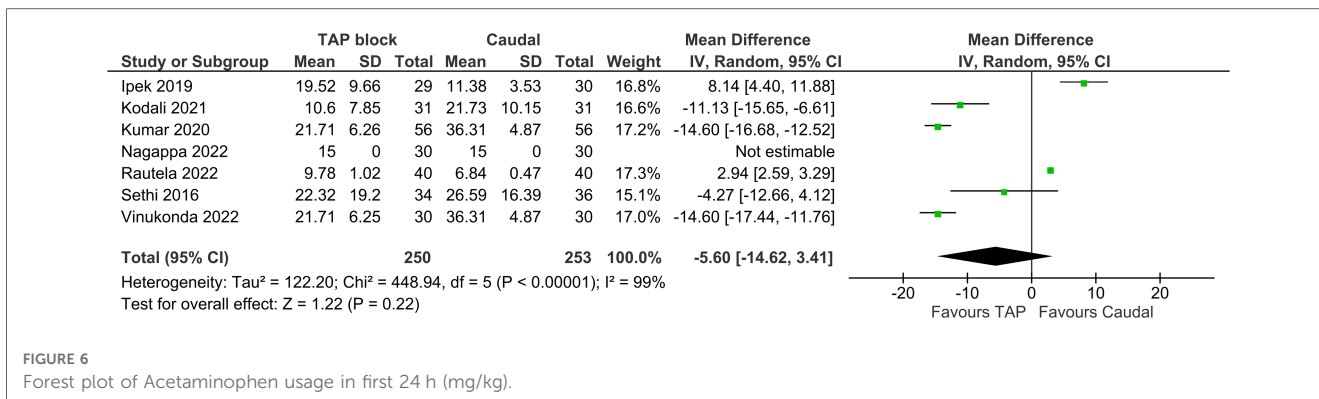 TAP block Caudal Mean Difference Mean Difference
Study or Subgroup Mean SD Total Mean SD Total Weight IV, Random, 95% CI IV, Random, 95% CI
Ipek 2019 19.52 9.66 29 11.38 3.53 30 16.8% 8.14 [4.40, 11.88]
Kodali 2021 10.6 7.85 31 21.73 10.15 31 16.6% -11.13 [-15.65, -6.61]
Kumar 2020 21.71 6.26 56 36.31 4.87 56 17.2% -14.60 [-16.68, -12.52]
Nagappa 2022 15 0 30 15 0 30 Not estimable
Rautela 2022 9.78 1.02 40 6.84 0.47 40 17.3% 2.94 [2.59, 3.29]
Sethi 2016 22.32 19.2 34 26.59 16.39 36 15.1% -4.27 [-12.66, 4.12]
Vinukonda 2022 21.71 6.25 30 36.31 4.87 30 17.0% -14.60 [-17.44, -11.76]
Total (95% CI) 250 253 100.0% -5.60 [-14.62, 3.41]
Heterogeneity: Tau² = 122.20; Chi² = 448.94, df = 5 (P < 0.00001); I² = 99%
Test for overall effect: Z = 1.22 (P = 0.22)
-20 -10 0 10 20
Favours TAP Favours Caudal
FIGURE 6
Forest plot of Acetaminophen usage in first 24 h (mg/kg).